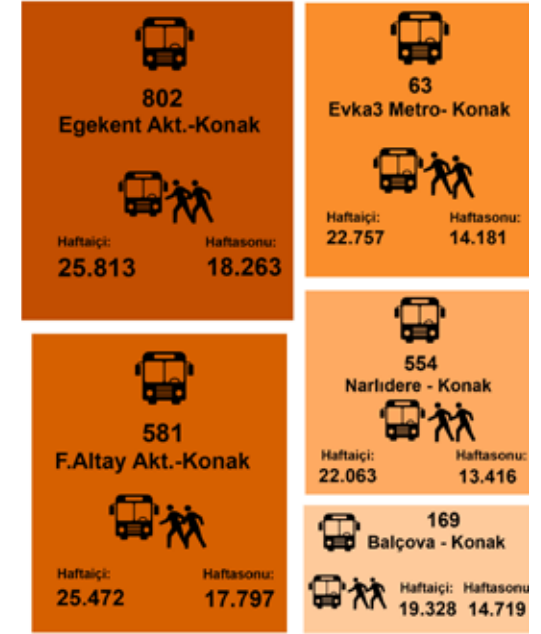 802
Egekent Akt.-Konak
Haftaiçi: Haftasonu:
25.813 18.263
63
Evka3 Metro- Konak
Haftaiçi: Haftasonu:
22.757 14.181
581
F.Altay Akt.-Konak
Haftaiçi: Haftasonu:
25.472 17.797
554
Narlıdere - Konak
Haftaiçi: Haftasonu:
22.063 13.416
169
Balçova - Konak
Haftaiçi: Haftasonu
19.328 14.719